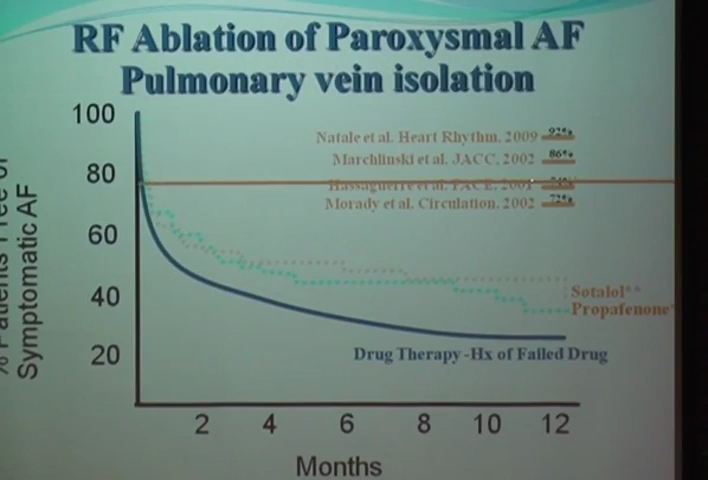 RF Ablation of Paroxysmal AF
Pulmonary vein isolation
100
80
60
40
20
Symptomatic AF
Natale et al. Heart Rhythm. 2009 92%
Marchlinski et al. JACC. 2002 86%
Morady et al. Circulation. 2002
Sotalol**
Propafenone*
Drug Therapy -Hx of Failed Drug
2 4 6 8 10 12
Months